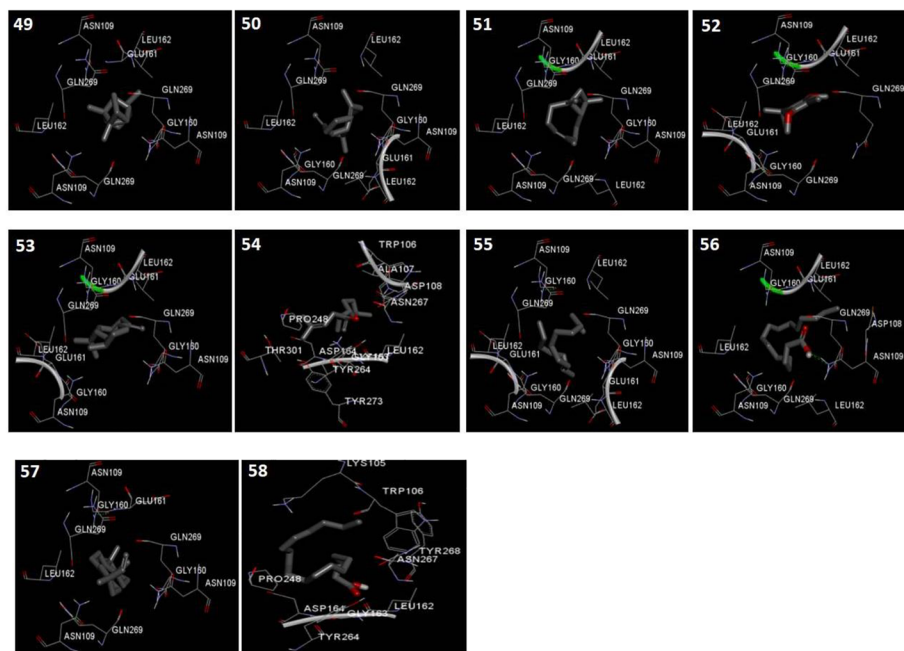 49
ASN109
LEU162
GLU161
GLY160
GLN269
GLN269
GLY160
LEU162
ASN109
GLY160
ASN109
GLN269
50
ASN109
LEU162
GLN269
GLN269
GLY160
LEU162
ASN109
GLY160
GLU161
GLN269
ASN109
LEU162
51
ASN109
LEU162
GLY160
GLU161
GLN269
GLN269
GLY160
LEU162
ASN109
GLY160
ASN109
GLN269
LEU162
52
ASN109
LEU162
GLY160
GLU161
GLN269
GLN269
LEU162
GLU161
GLY160
ASN109
53
ASN109
LEU162
GLY160
GLU161
GLN269
GLN269
LEU162
GLY160
GLU161
ASN109
GLY160
ASN109
54
TRP106
ALA107
ASP108
ASN267
PRO248
THR301
ASP164
LEU162
TYR264
TYR273
55
ASN109
LEU162
GLY160
GLN269
GLN269
GLY160
LEU162
ASN109
GLU161
GLU161
GLY160
GLN269
ASN109
LEU162
56
ASN109
LEU162
GLY160
GLU161
GLN269
GLN269
ASP108
LEU162
ASN109
GLY160
GLN269
ASN109
LEU162
57
ASN109
GLU161
GLY160
GLN269
GLN269
GLY160
LEU162
ASN109
ASN109
GLN269
58
LYS105
TRP106
TYR268
ASN267
PRO248
ASP164
GLY163
LEU162
TYR264